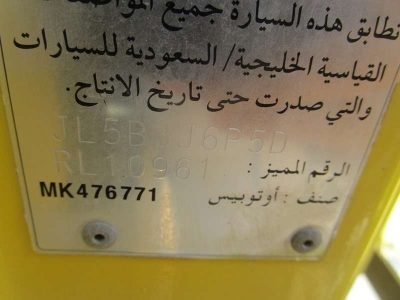 تطابق هذه السيارة جميع
القياسية الخليجية/ السعودية للسيارات
والتي صدرت حتى تاريخ الانتاج.
JL5B J6P5D
الرقم المميز: RL10961
صنف: أوتوبيس MK476771